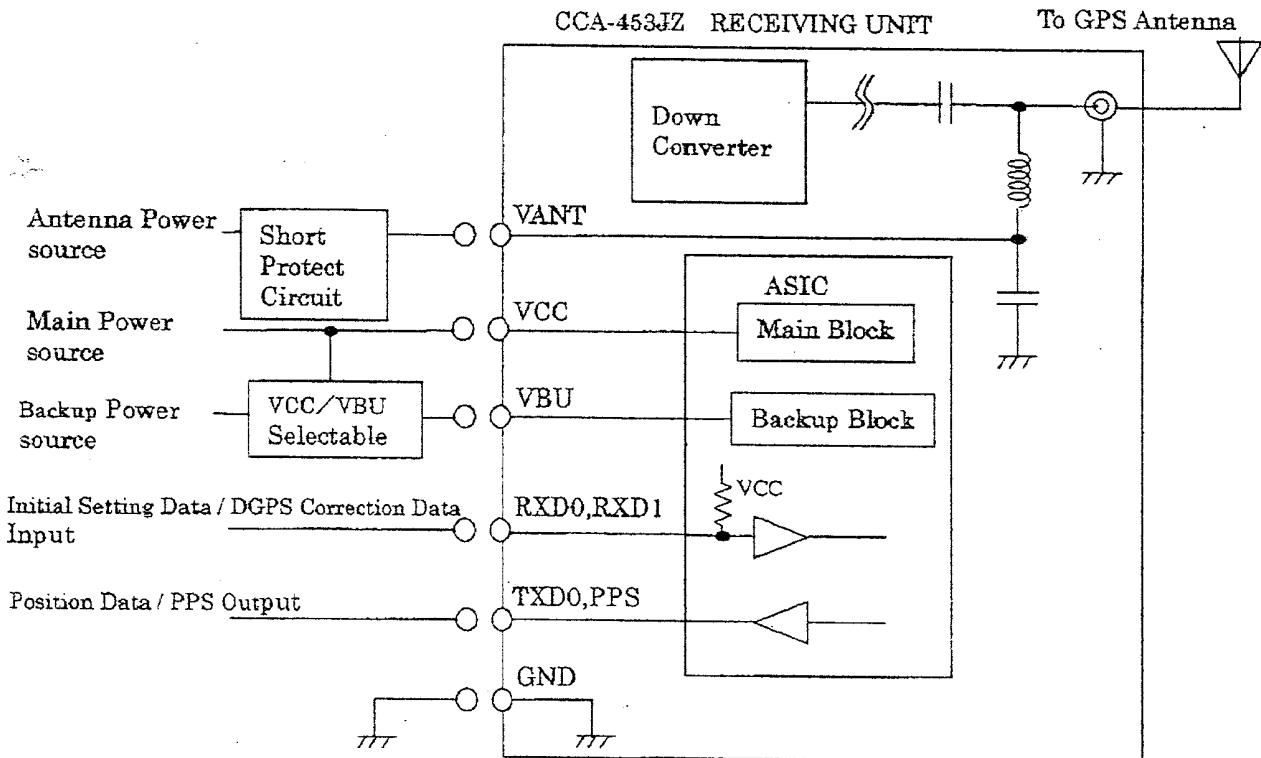 CCA-453JZ RECEIVING UNIT
To GPS Antenna
Down
Converter
Antenna Power
source
Short
Protect
Circuit
VANT
ASIC
Main Power
source
VCC
Main Block
Backup Power
source
VCC/VBU
Selectable
VBU
Backup Block
VCC
Initial Setting Data / DGPS Correction Data
Input
RXD0,RXD1
Position Data / PPS Output
TXD0,PPS
GND